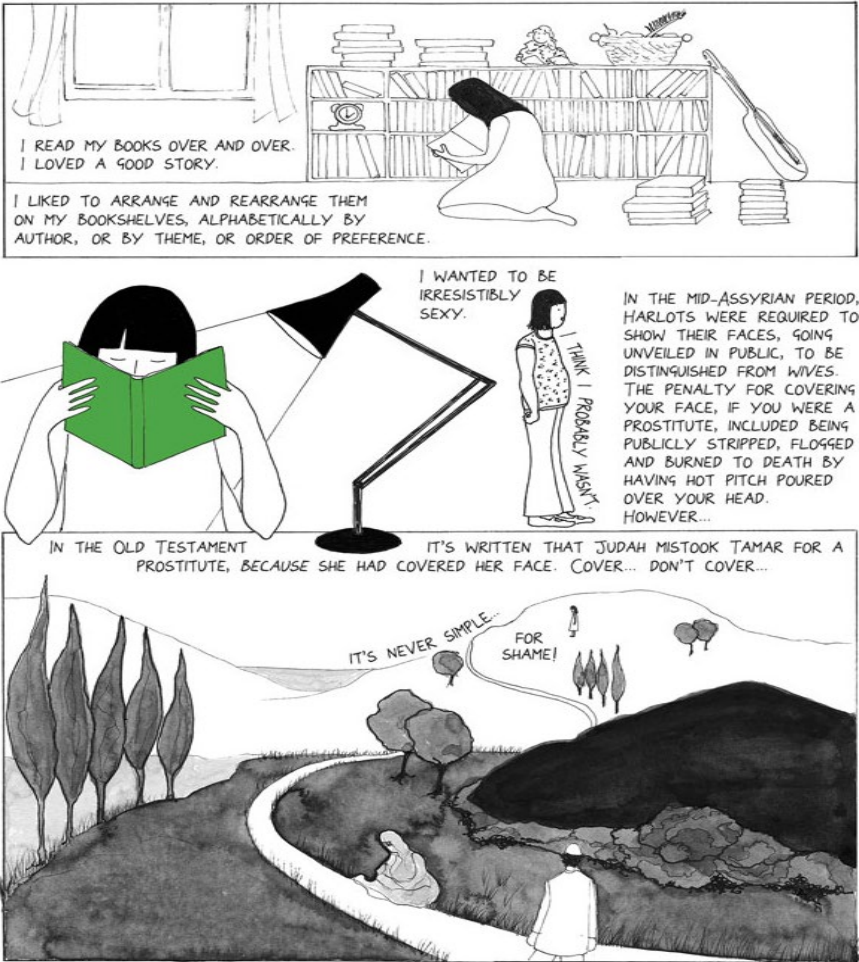 I READ MY BOOKS OVER AND OVER.
I LOVED A GOOD STORY.
I LIKED TO ARRANGE AND REARRANGE THEM
ON MY BOOKSHELVES, ALPHABETICALLY BY
AUTHOR, OR BY THEME, OR ORDER OF PREFERENCE.
I WANTED TO BE
IRRESISTIBLY
SEXY.
I THINK I PROBABLY WASN'T.
IN THE MID-ASSYRIAN PERIOD,
HARLOTS WERE REQUIRED TO
SHOW THEIR FACES, GOING
UNVEILED IN PUBLIC, TO BE
DISTINGUISHED FROM WIVES.
THE PENALTY FOR COVERING
YOUR FACE, IF YOU WERE A
PROSTITUTE, INCLUDED BEING
PUBLICLY STRIPPED, FLOGGED
AND BURNED TO DEATH BY
HAVING HOT PITCH POURED
OVER YOUR HEAD.
HOWEVER...
IN THE OLD TESTAMENT IT'S WRITTEN THAT JUDAH MISTOOK TAMAR FOR A
PROSTITUTE, BECAUSE SHE HAD COVERED HER FACE. COVER... DON'T COVER...
IT'S NEVER SIMPLE...
FOR
SHAME!